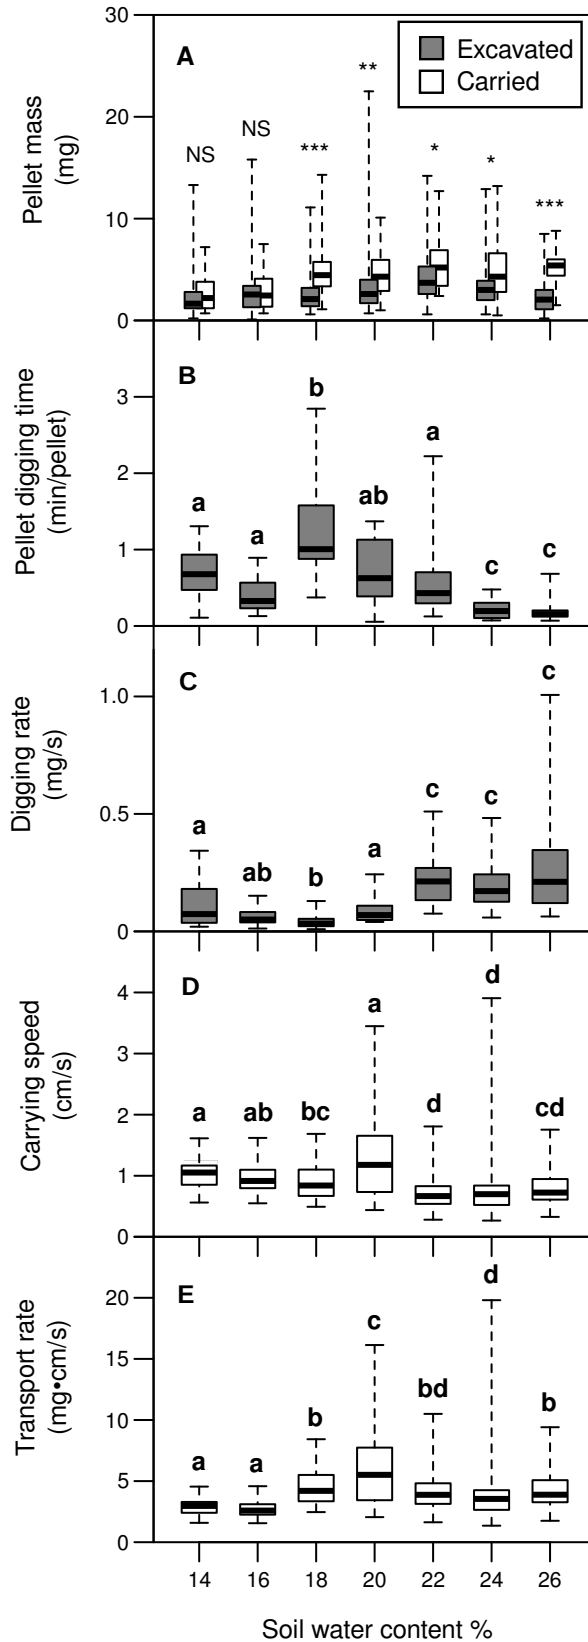 30
A
Excavated
Carried
**
20
NS
NS
***
*
*
***
10
0
Pellet mass
(mg)
B
3
2
1
0
a
a
b
ab
a
c
c
Pellet digging time
(min/pellet)
C
1.0
0.5
0
a
ab
b
a
c
c
c
Digging rate
(mg/s)
D
4
3
2
1
0
a
ab
bc
a
d
d
cd
Carrying speed
(cm/s)
E
20
15
10
5
0
a
a
b
c
bd
d
b
Transport rate
(mg•cm/s)
14 16 18 20 22 24 26
Soil water content %